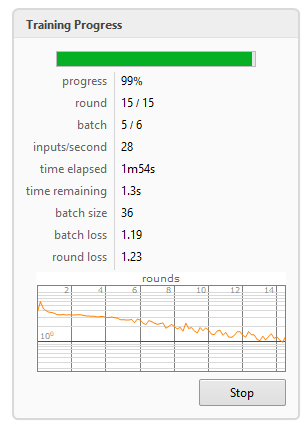 Training Progress
progress 99%
round 15 / 15
batch 5 / 6
inputs/second 28
time elapsed 1m54s
time remaining 1.3s
batch size 36
batch loss 1.19
round loss 1.23
rounds
2 4 6 8 10 12 14
10⁰
Stop